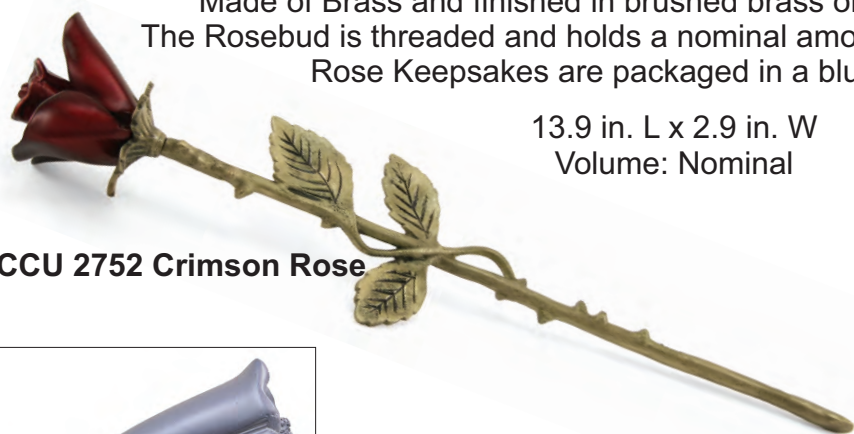 Made of Brass and finished in brushed brass or
The Rosebud is threaded and holds a nominal amo
Rose Keepsakes are packaged in a blu
13.9 in. L x 2.9 in. W
Volume: Nominal
CCU 2752 Crimson Rose